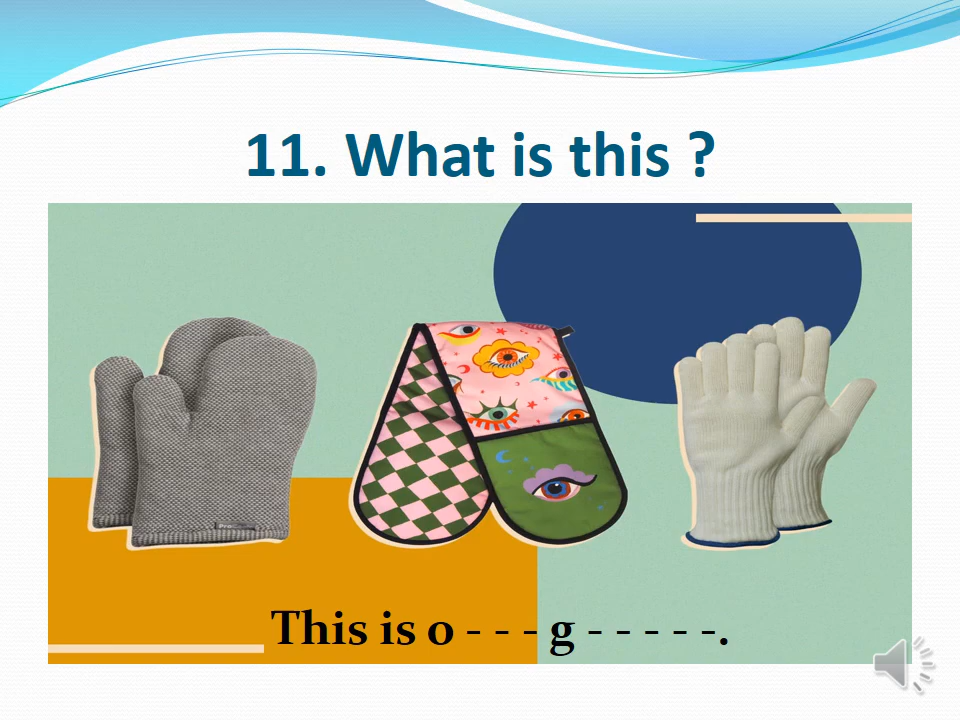 11. What is this ?
This is o - - - g - - - - -.